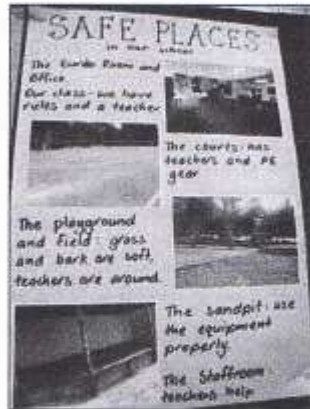 SAFE PLACES
in our school
The
Room and
Office.
Our class - we have
rules and a teacher
The courts: has
teachers and PE
gear
The playground
and field: grass
and bark are soft,
teachers are around.
The sandpit: use
the equipment
properly.
The Staffroom
teachers help